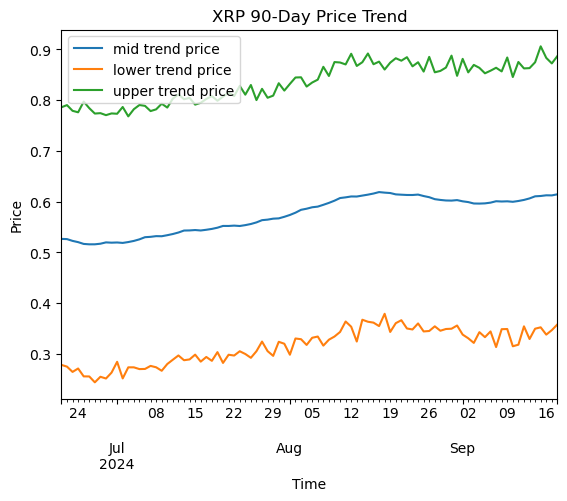 XRP 90-Day Price Trend
mid trend price
lower trend price
upper trend price
0.9
0.8
0.7
0.6
0.5
0.4
0.3
Price
24 08 15 22 29 05 12 19 26 02 09 16
Jul Aug Sep
2024
Time